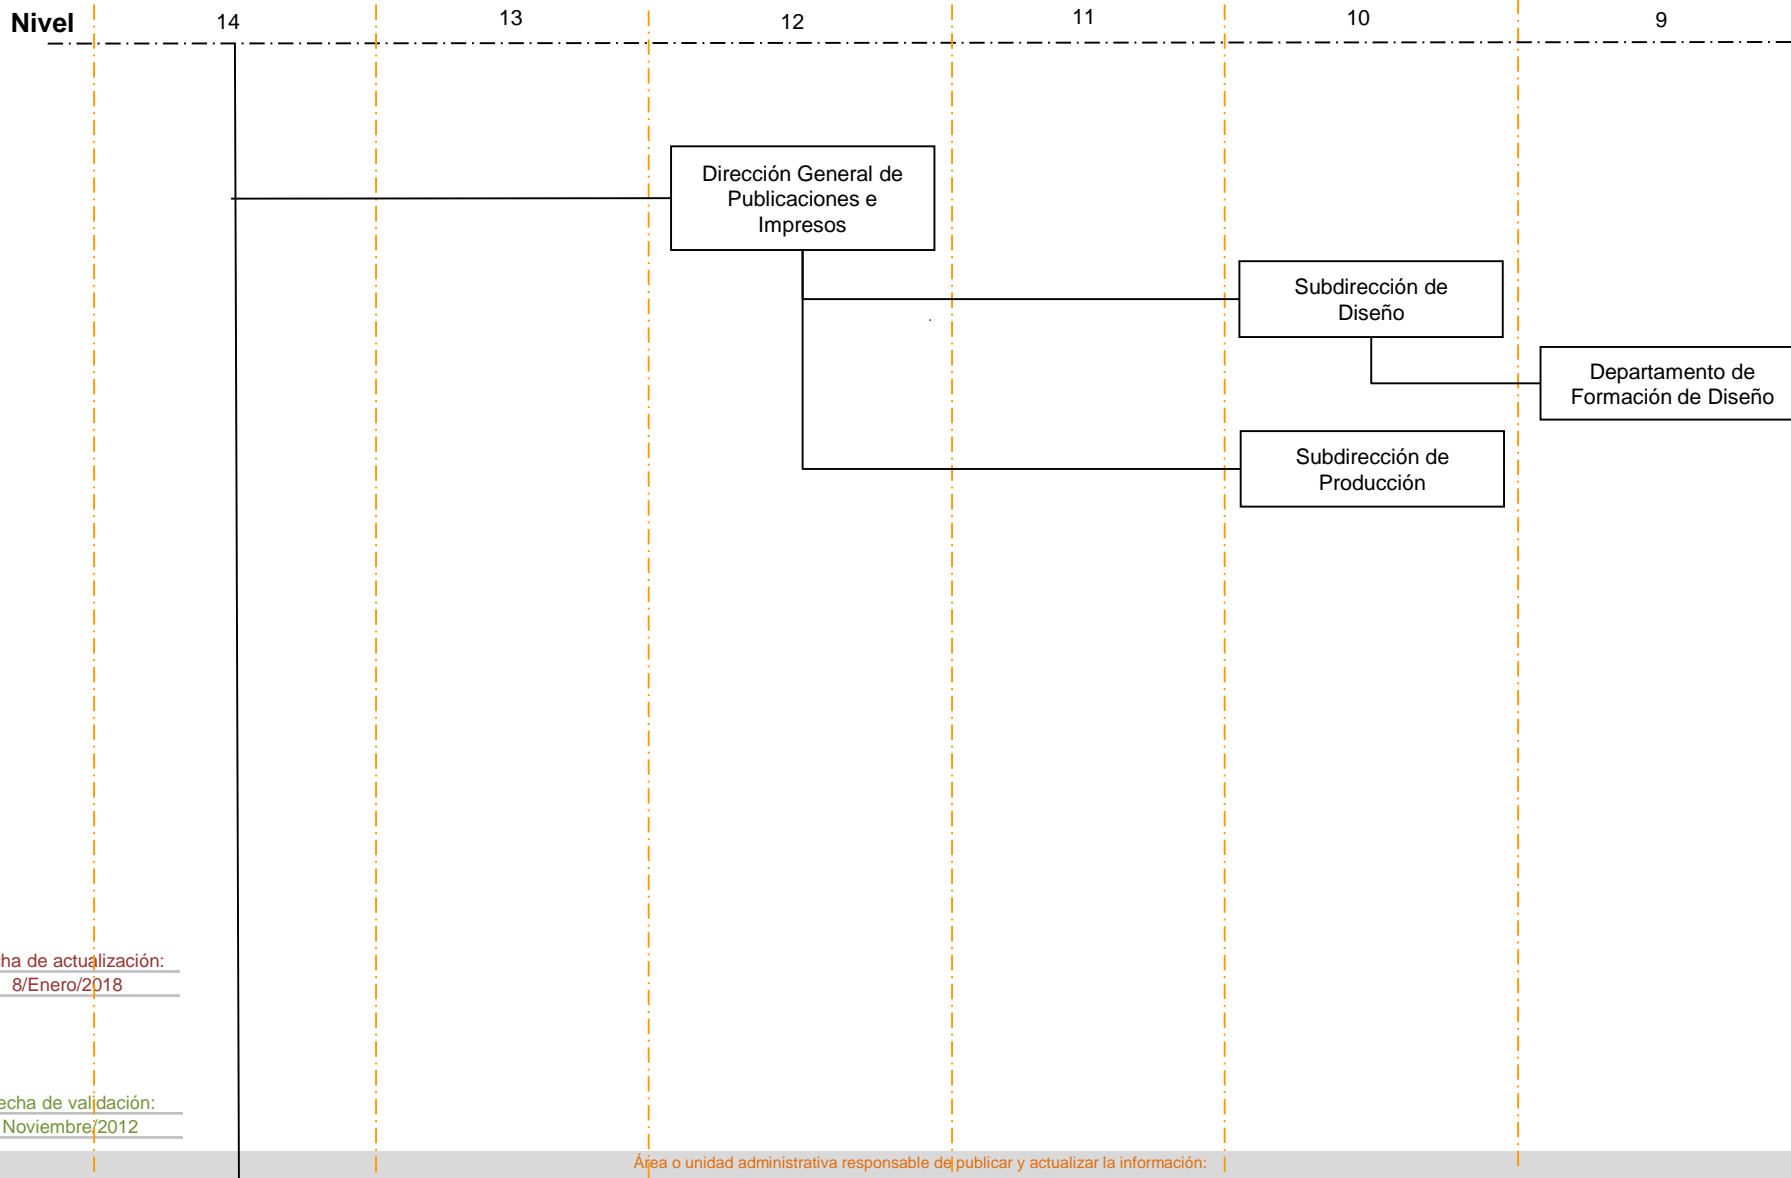 Nivel 14 13 12 11 10 9
Dirección General de
Publicaciones e
Impresos
Subdirección de
Diseño
Departamento de
Formación de Diseño
Subdirección de
Producción
cha de actualización:
8/Enero/2018
echa de validación:
Noviembre/2012
Área o unidad administrativa responsable de publicar y actualizar la información: